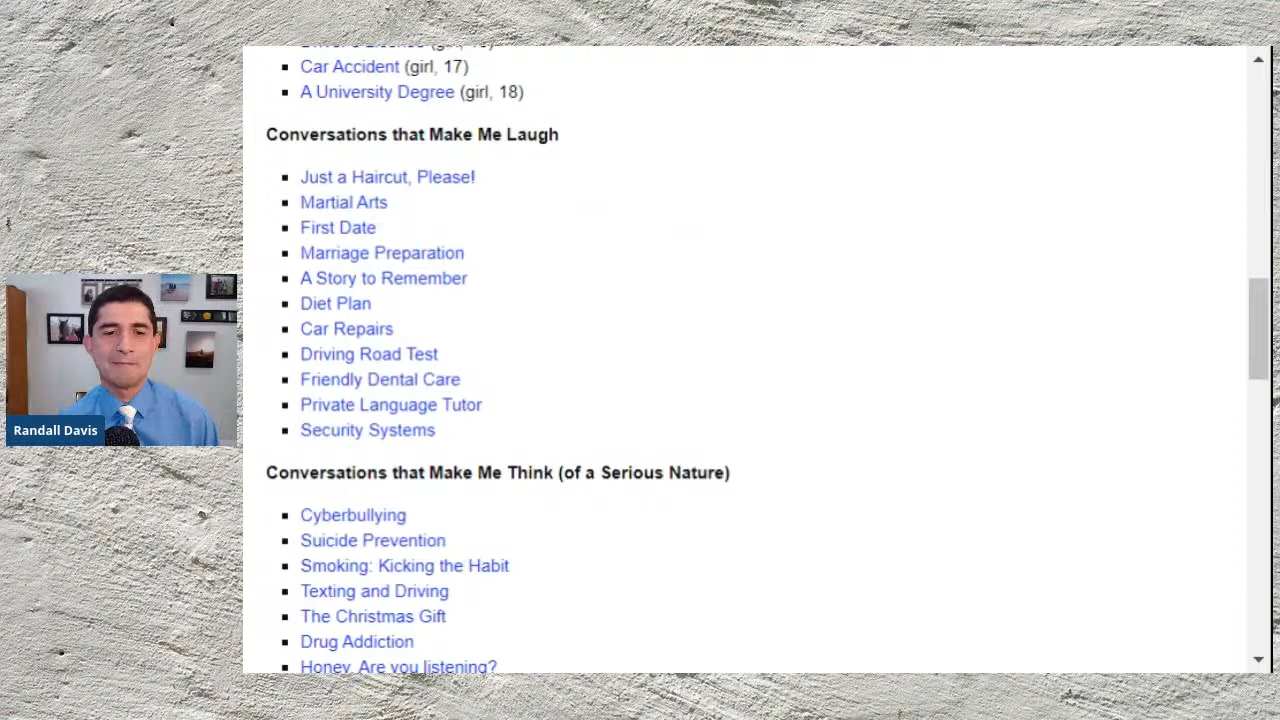 Car Accident (girl, 17)
A University Degree (girl, 18)
Conversations that Make Me Laugh
Just a Haircut, Please!
Martial Arts
First Date
Marriage Preparation
A Story to Remember
Diet Plan
Car Repairs
Driving Road Test
Friendly Dental Care
Private Language Tutor
Security Systems
Conversations that Make Me Think (of a Serious Nature)
Cyberbullying
Suicide Prevention
Smoking: Kicking the Habit
Texting and Driving
The Christmas Gift
Drug Addiction
Honey, Are you listening?
Randall Davis